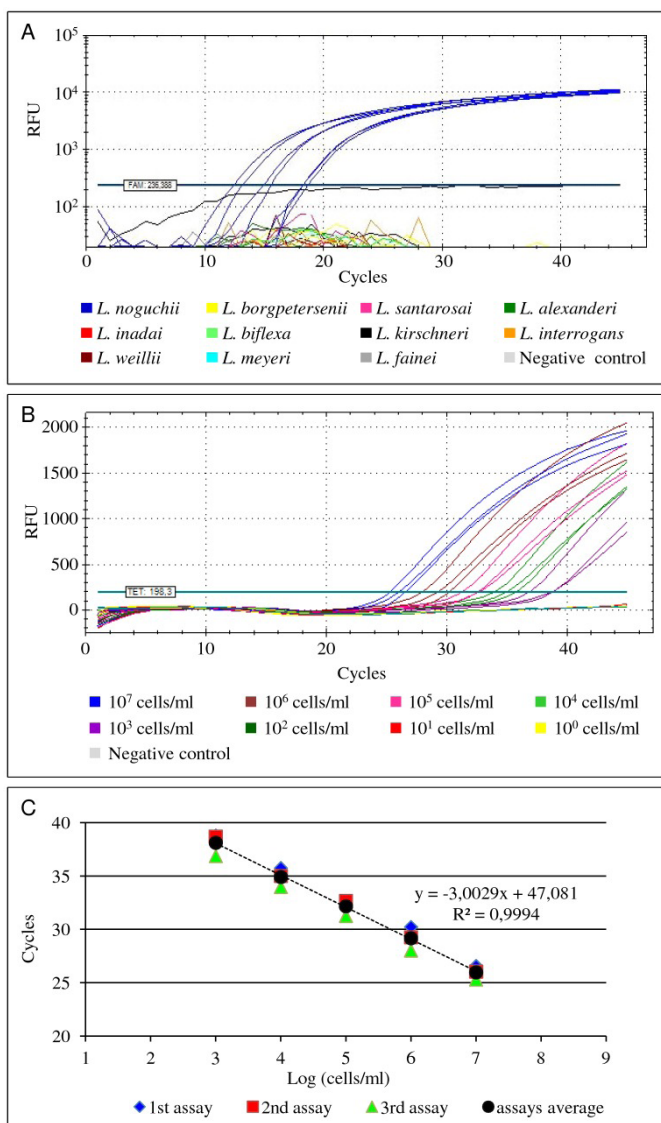 A
10⁵
10⁴
10³
10²
RFU
FAM: 236,388
0 10 20 30 40
Cycles
L. noguchii L. borgpetersenii L. santarosai L. alexanderi
L. inadai L. biflexa L. kirschneri L. interrogans
L. weillii L. meyeri L. fainei Negative control
B
2000
1500
1000
500
0
RFU
TET: 198,3
0 10 20 30 40
Cycles
10⁷ cells/ml 10⁶ cells/ml 10⁵ cells/ml 10⁴ cells/ml
10³ cells/ml 10² cells/ml 10¹ cells/ml 10⁰ cells/ml
Negative control
C
40
35
30
25
20
Cycles
y = -3,0029x + 47,081
R² = 0,9994
1 2 3 4 5 6 7 8 9
Log (cells/ml)
1st assay 2nd assay 3rd assay assays average